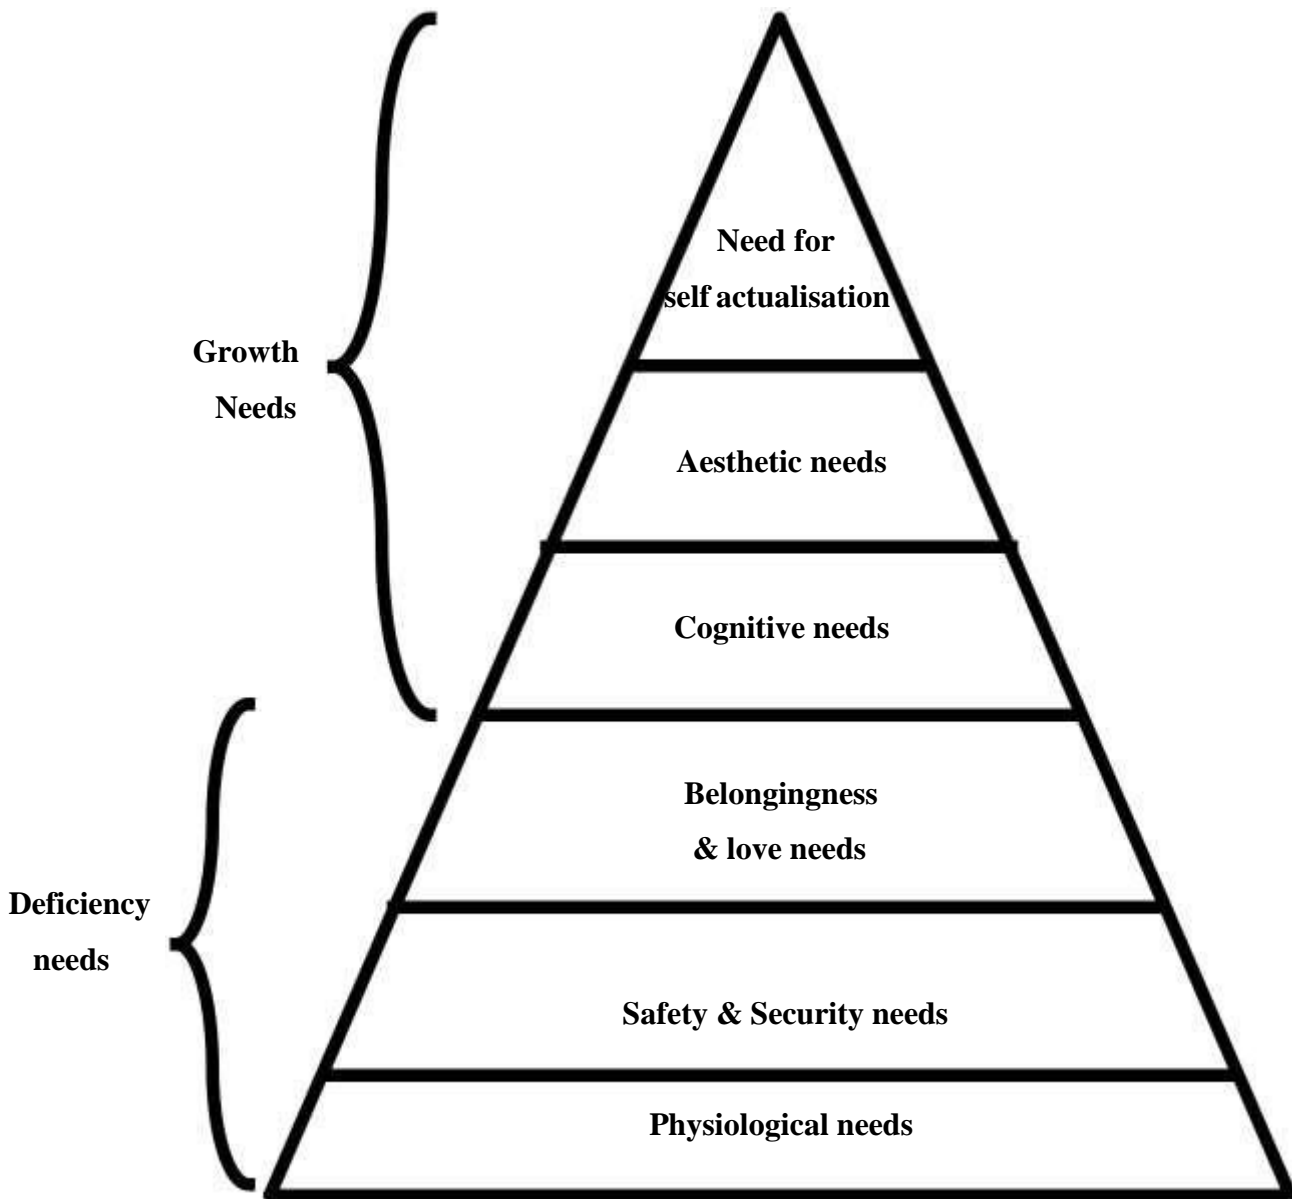 Need for
self actualisation
Growth
Needs
Aesthetic needs
Cognitive needs
Belongingness
& love needs
Deficiency
needs
Safety & Security needs
Physiological needs